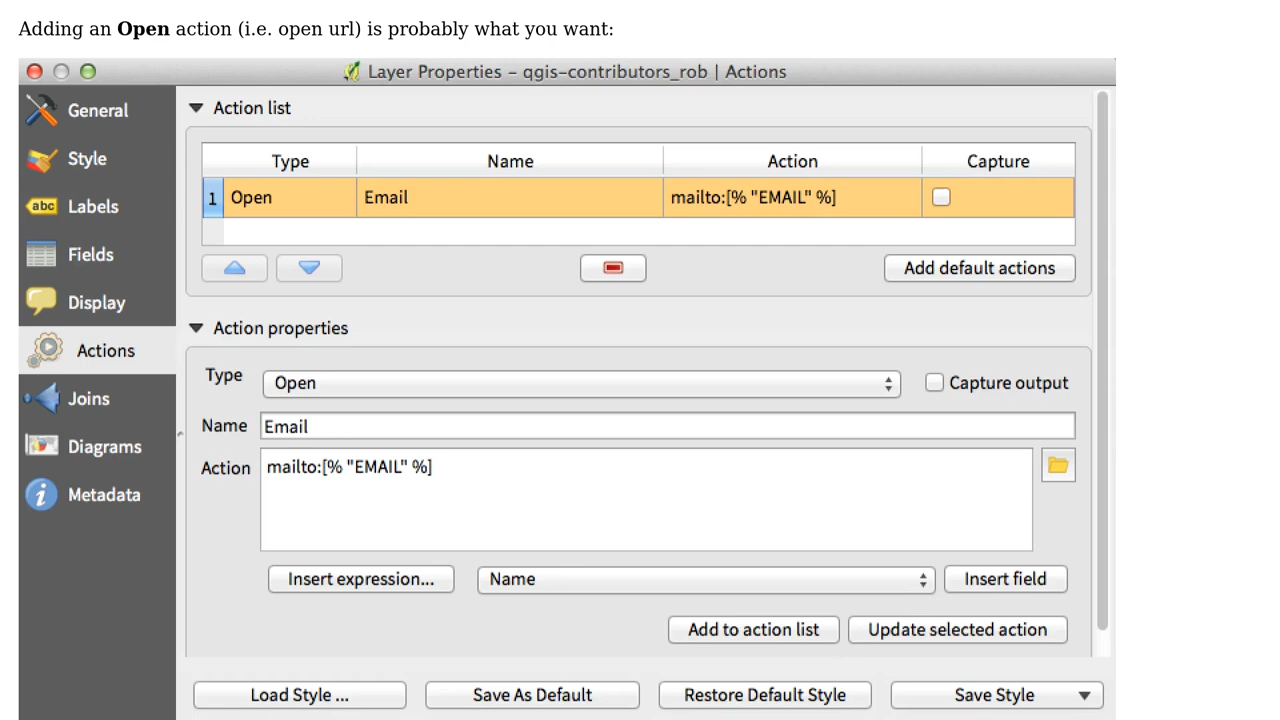 Adding an Open action (i.e. open url) is probably what you want:
Layer Properties – qgis–contributors_rob | Actions
General
Style
abc Labels
Fields
Display
Actions
Joins
Diagrams
i Metadata
Action list
Type Name Action Capture
1 Open Email mailto:[% "EMAIL" %]
Add default actions
Action properties
Type Open Capture output
Name Email
Action mailto:[% "EMAIL" %]
Insert expression... Name Insert field
Add to action list Update selected action
Load Style ... Save As Default Restore Default Style Save Style